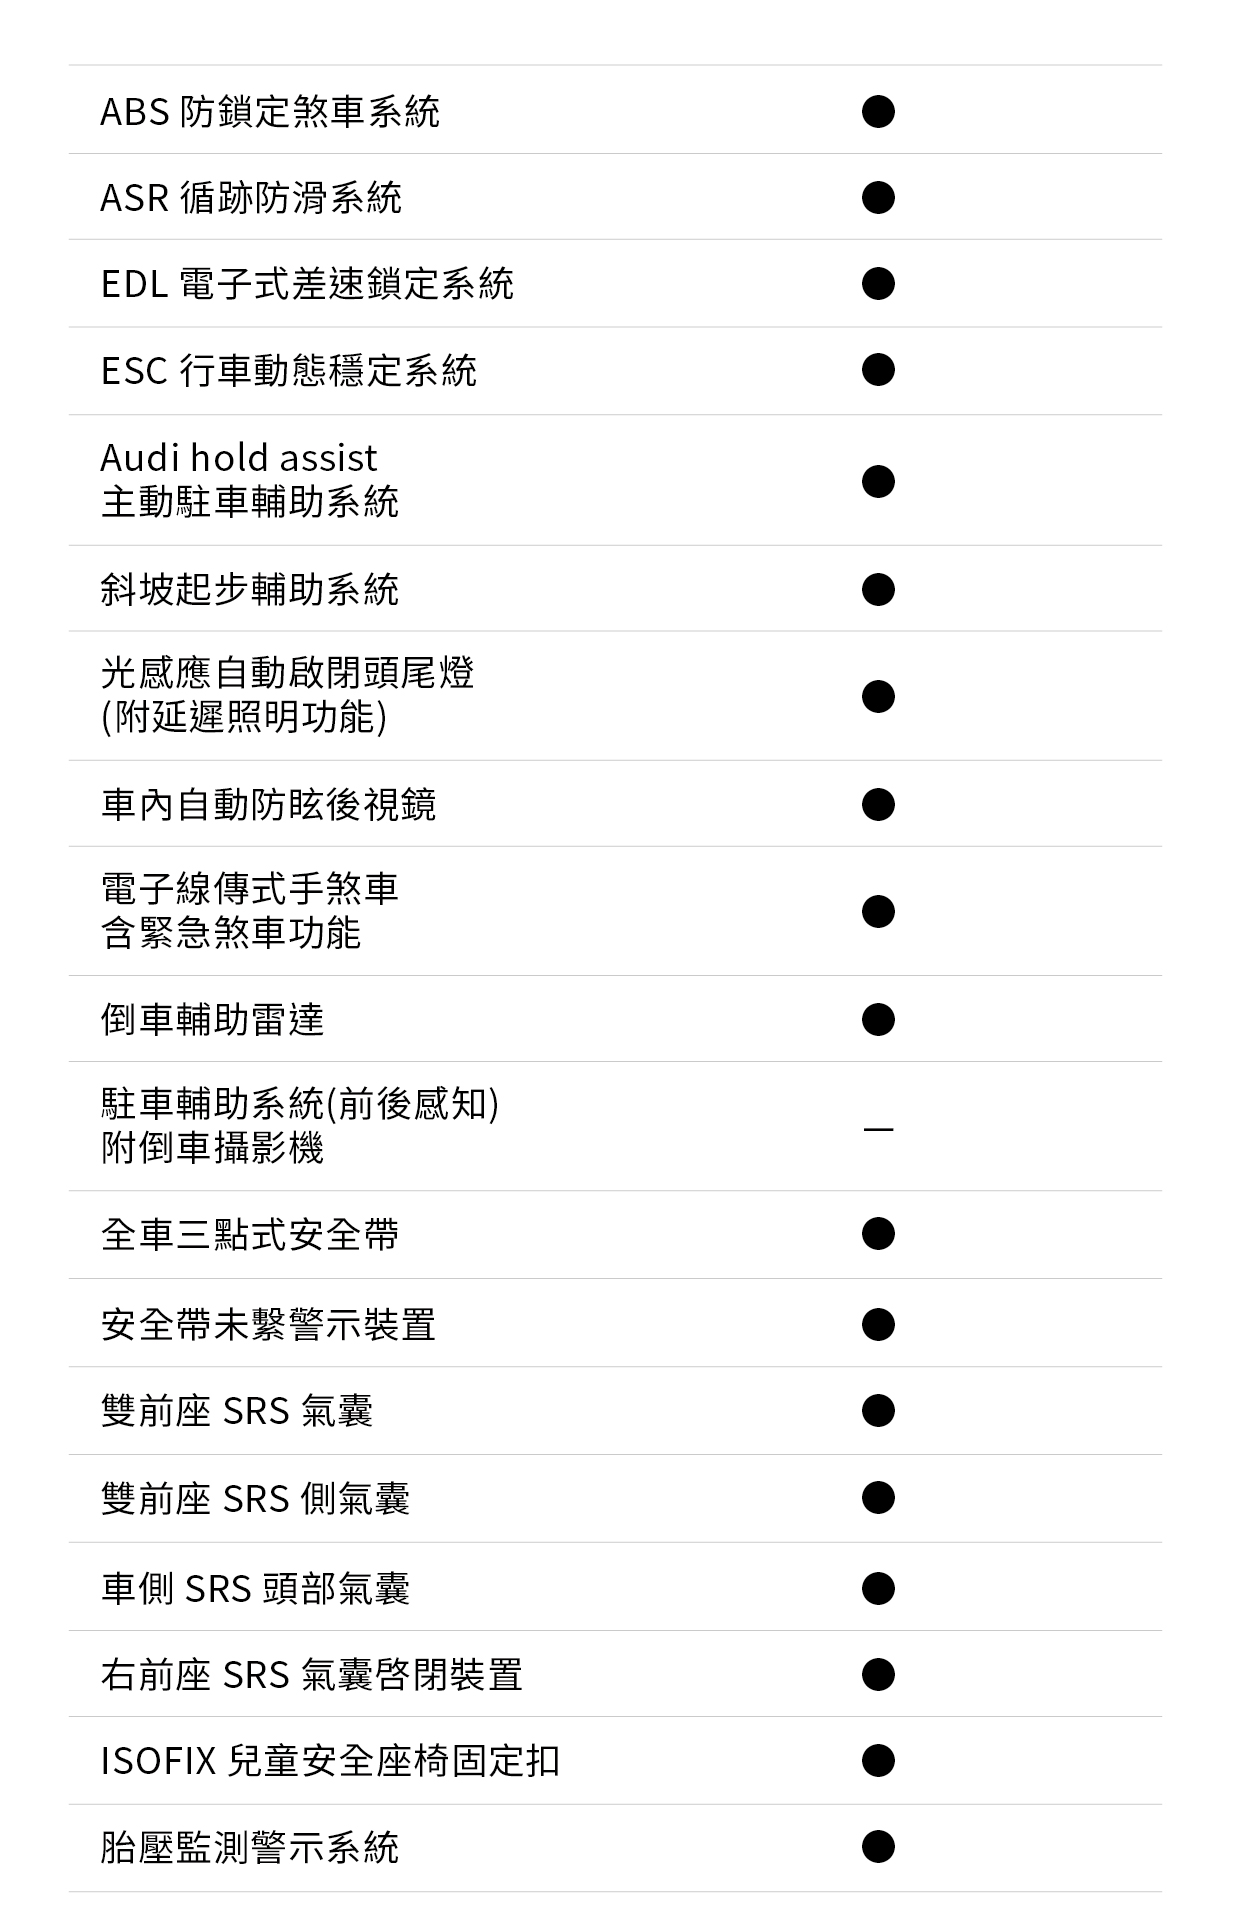 ABS 防鎖定煞車系統 ●
ASR 循跡防滑系統 ●
EDL 電子式差速鎖定系統 ●
ESC 行車動態穩定系統 ●
Audi hold assist
主動駐車輔助系統 ●
斜坡起步輔助系統 ●
光感應自動啟閉頭尾燈
(附延遲照明功能) ●
車內自動防眩後視鏡 ●
電子線傳式手煞車
含緊急煞車功能 ●
倒車輔助雷達 ●
駐車輔助系統(前後感知)
附倒車攝影機 —
全車三點式安全帶 ●
安全帶未繫警示裝置 ●
雙前座 SRS 氣囊 ●
雙前座 SRS 側氣囊 ●
車側 SRS 頭部氣囊 ●
右前座 SRS 氣囊啓閉裝置 ●
ISOFIX 兒童安全座椅固定扣 ●
胎壓監測警示系統 ●